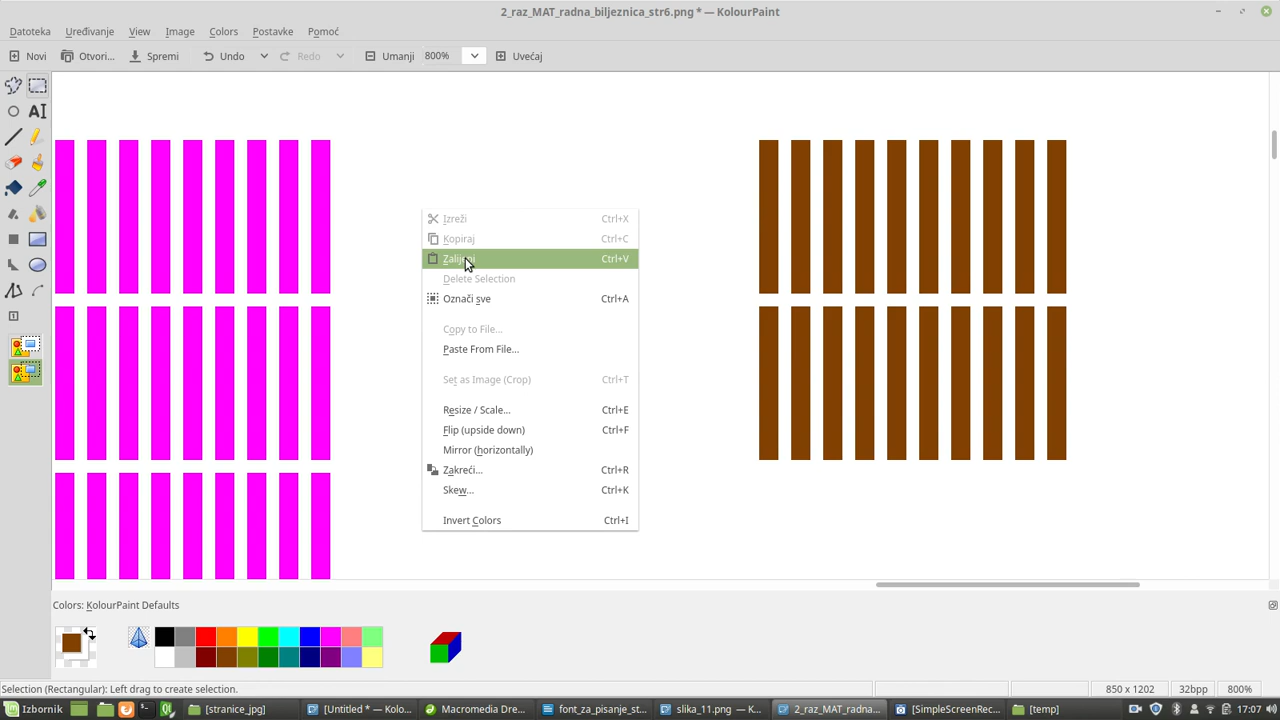 2_raz_MAT_radna_biljeznica_str6.png * — KolourPaint
Datoteka Uređivanje View Image Colors Postavke Pomoć
Novi Otvori... Spremi Undo Redo Umanji 800% Uvećaj
Izreži Ctrl+X
Kopiraj Ctrl+C
Zalijepi Ctrl+V
Delete Selection
Označi sve Ctrl+A
Copy to File...
Paste From File...
Set as Image (Crop) Ctrl+T
Resize / Scale... Ctrl+E
Flip (upside down) Ctrl+F
Mirror (horizontally)
Zakreći... Ctrl+R
Skew... Ctrl+K
Invert Colors Ctrl+I
Colors: KolourPaint Defaults
Selection (Rectangular): Left drag to create selection. 850 x 1202 32bpp 800%
Izbornik [stranice_jpg] [Untitled * — Kolo... Macromedia Dre... font_za_pisanje_st... slika_11.png — K... 2_raz_MAT_radna... [SimpleScreenRec... [temp] 17:07